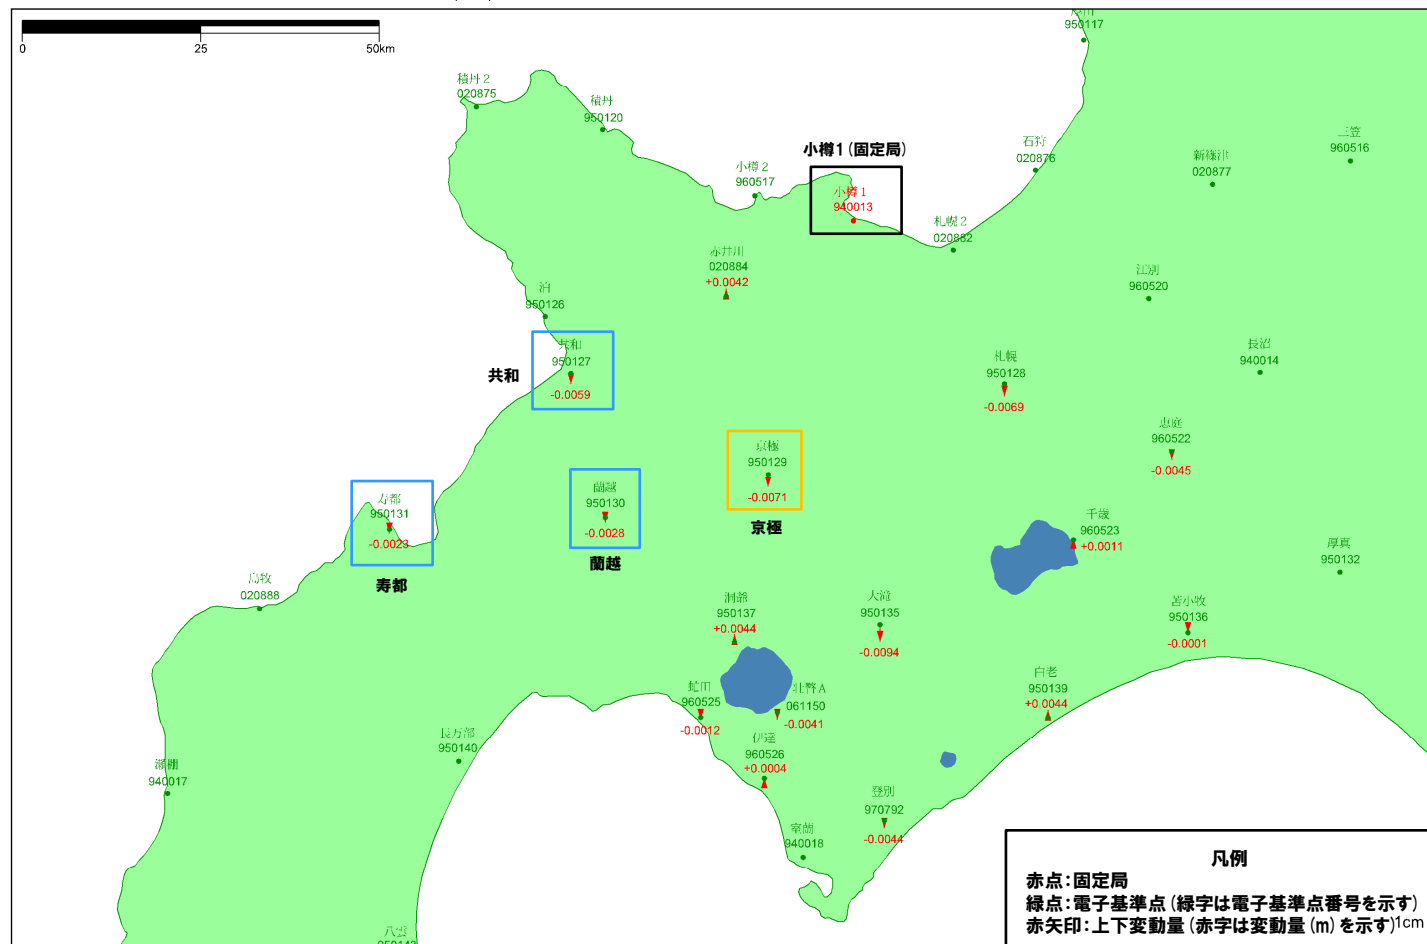 0
25
50km
950117
積丹2
020875
積丹
950120
小樽2
960517
小樽1(固定局)
小樽1
940013
石狩
020876
新篠津
020877
三笠
960516
札幌2
020882
赤井川
020884
+0.0042
江別
960520
泊
950126
共和
共和
950127
-0.0059
札幌
950128
-0.0069
長沼
940014
恵庭
960522
-0.0045
京極
950129
-0.0071
京極
蘭越
950130
-0.0028
蘭越
寿都
950131
-0.0023
寿都
千歳
960523
+0.0011
厚真
950132
島牧
020888
洞爺
950137
+0.0044
大滝
950135
-0.0094
苫小牧
950136
-0.0001
白老
950139
+0.0044
虻田
960525
-0.0012
壮瞥A
061150
-0.0041
伊達
960526
+0.0004
長万部
950140
瀬棚
940017
登別
970792
-0.0044
室蘭
940018
八雲
凡例
赤点:固定局
緑点:電子基準点(緑字は電子基準点番号を示す)
赤矢印:上下変動量(赤字は変動量(m)を示す)1cm